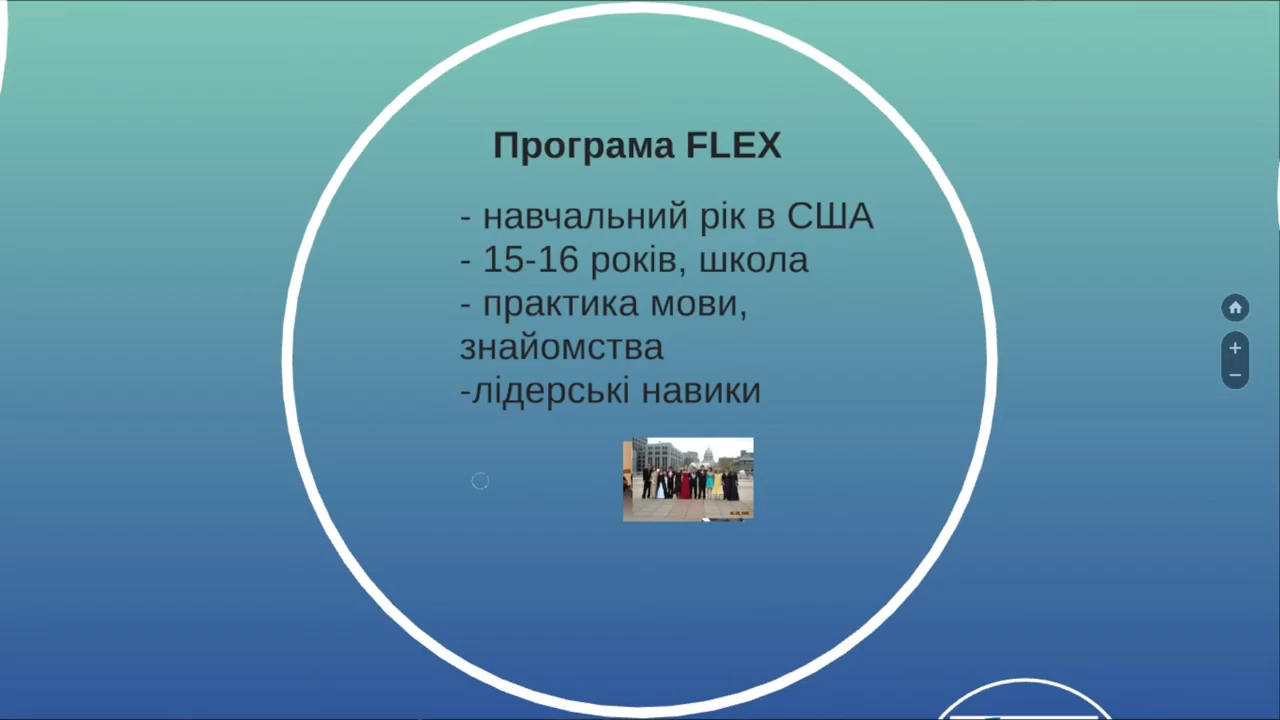 Програма FLEX
- навчальний рік в США
- 15-16 років, школа
- практика мови,
знайомства
-лідерські навики